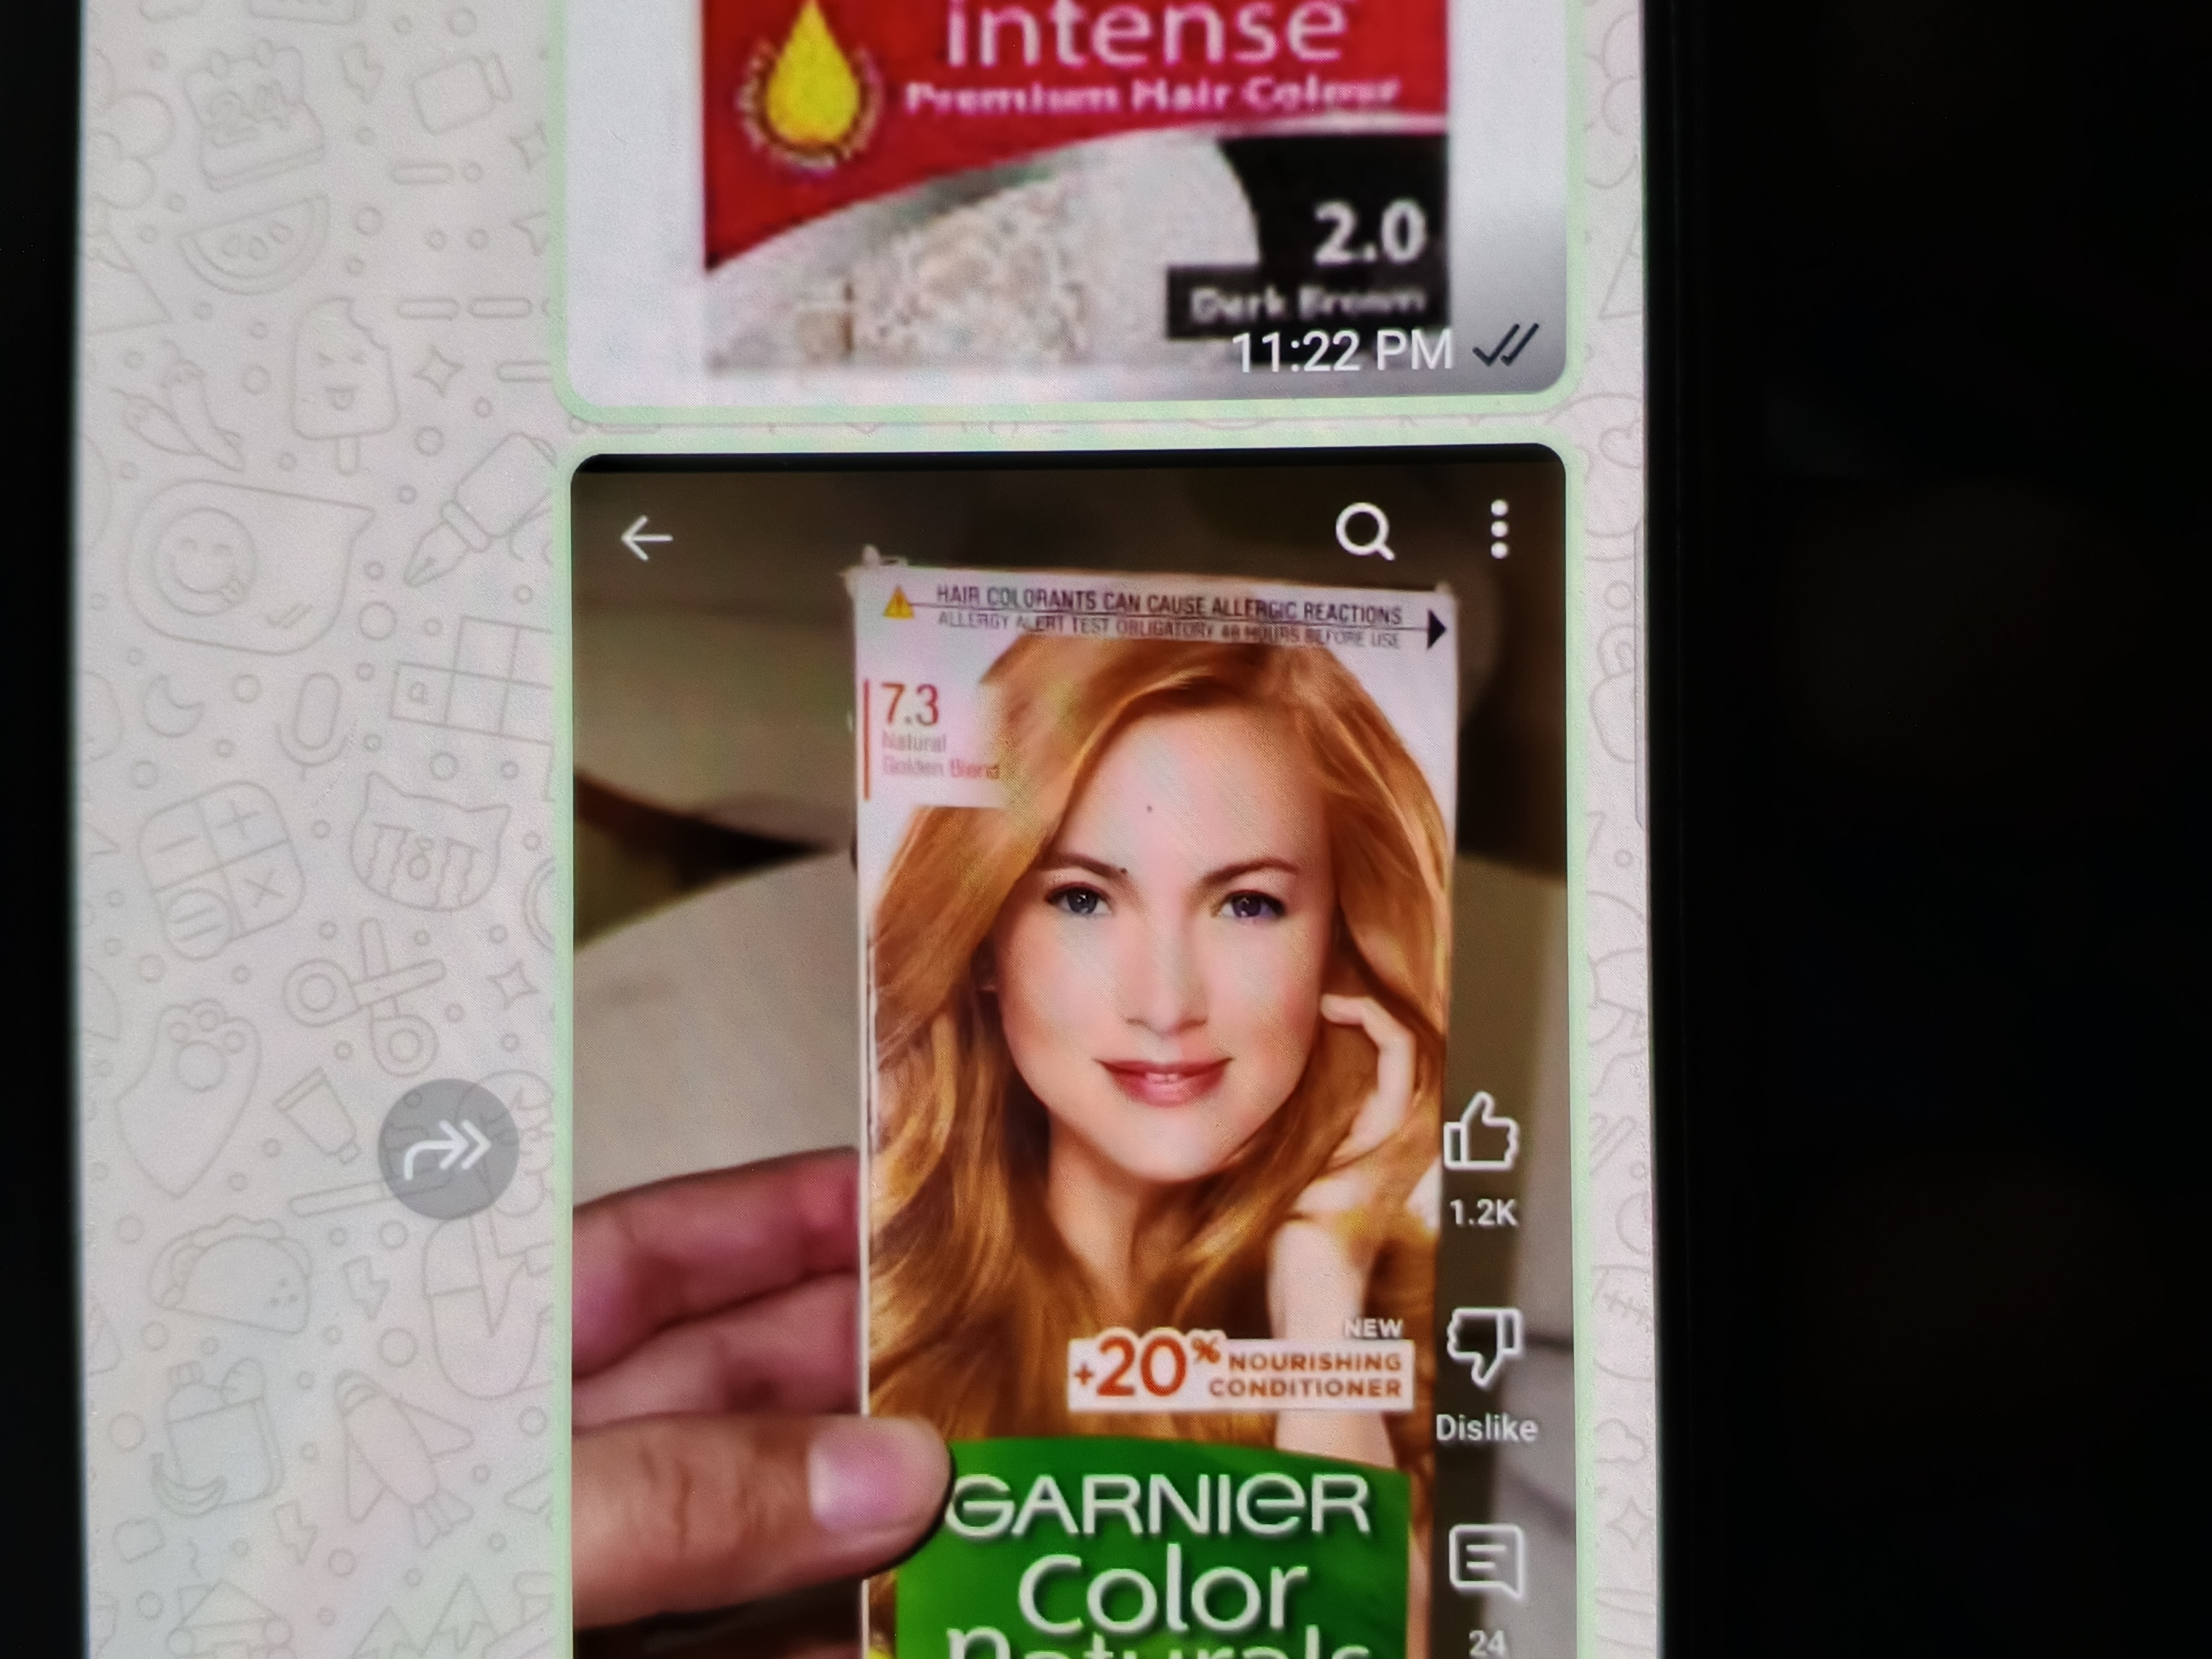 intense
Premium Hair Colour
2.0
Dark Brown
11:22 PM
HAIR COLORANTS CAN CAUSE ALLERGIC REACTIONS
ALLERGY ALERT TEST OBLIGATORY 48 HOURS BEFORE USE
7.3
Natural
Golden Blend
1.2K
NEW
+20% NOURISHING
CONDITIONER
Dislike
GARNIER
Color
naturals
24